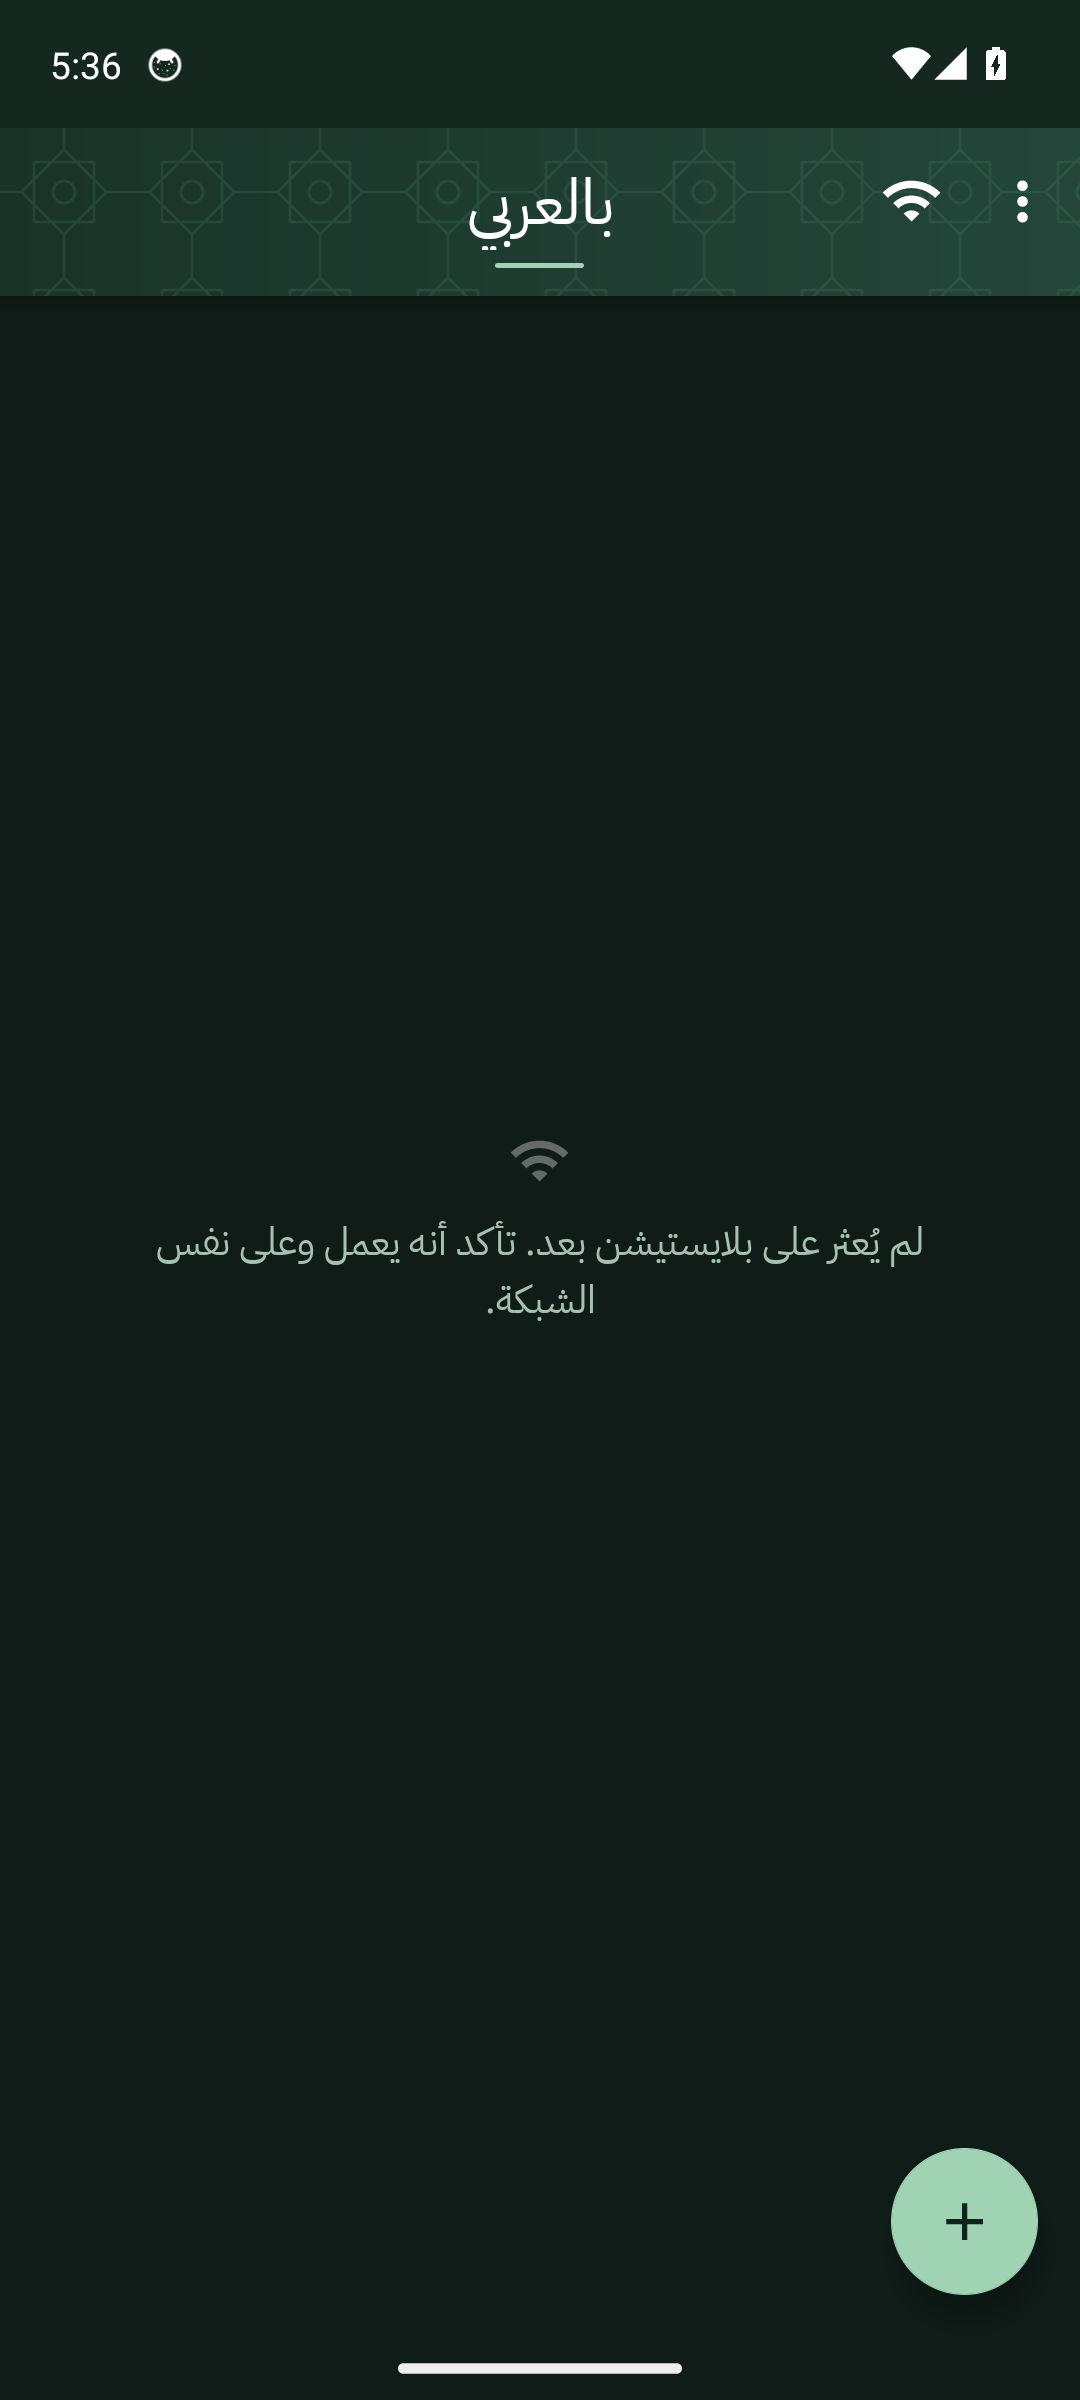 5:36
بالعربي
لم يُعثر على بلايستيشن بعد. تأكد أنه يعمل وعلى نفس
الشبكة.